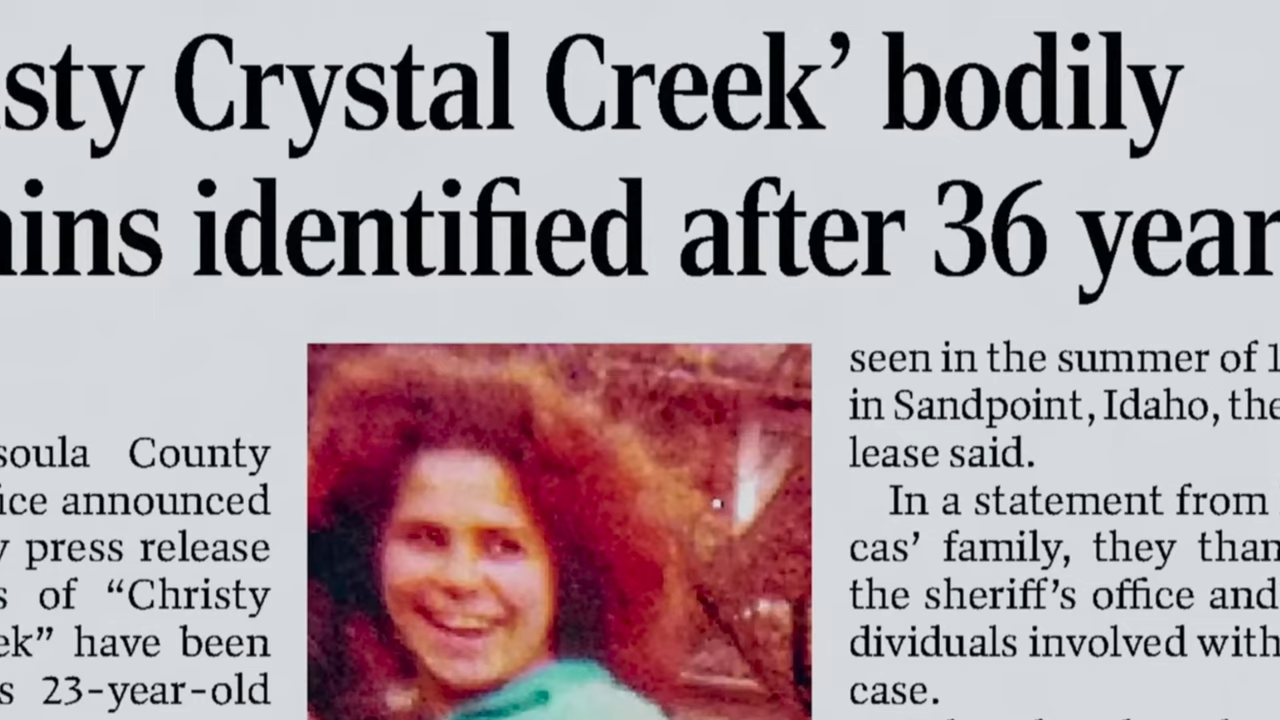 sty Crystal Creek’ bodily
ins identified after 36 year
soula County
ice announced
press release
s of “Christy
ek” have been
s 23-year-old
seen in the summer of 1
in Sandpoint, Idaho, the
lease said.
In a statement from
cas’ family, they than
the sheriff’s office and
dividuals involved with
case.